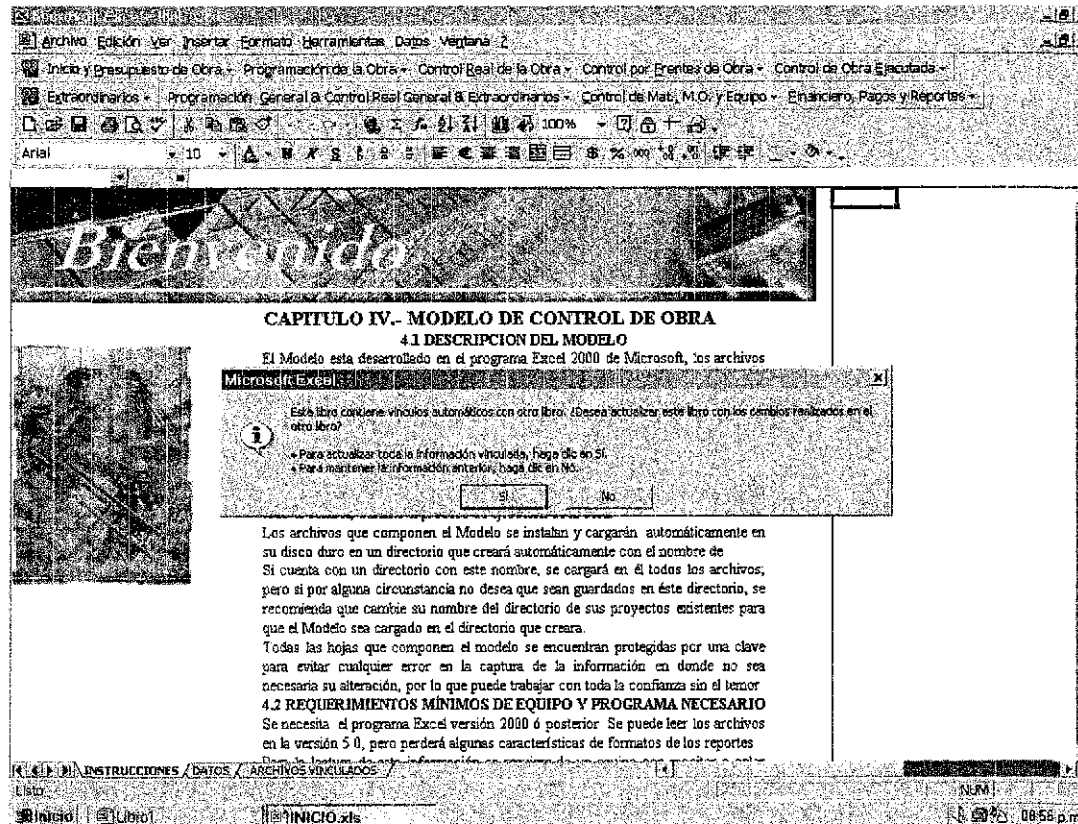 Archivo Edición Ver Insertar Formato Herramientas Datos Ventana ?
Inicio y Presupuesto de Obra Programación de la Obra Control Real de la Obra Control por Frentes de Obra Control de Obra Ejecutada
Extraordinarios Programación General & Control Real General & Extraordinarios Control de Mat., M.O. y Equipo Financiero, Pagos y Reportes
100%
Arial 10
Bienvenido
CAPITULO IV.- MODELO DE CONTROL DE OBRA
4.1 DESCRIPCION DEL MODELO
El Modelo esta desarrollado en el programa Excel 2000 de Microsoft, los archivos
Microsoft Excel
Este libro contiene vínculos automáticos con otro libro. ¿Desea actualizar este libro con los cambios realizados en el
otro libro?
• Para actualizar toda la información vinculada, haga clic en Sí.
• Para mantener la información anterior, haga clic en No.
Sí No
Los archivos que componen el Modelo se instalan y cargarán automáticamente en
su disco duro en un directorio que creará automáticamente con el nombre de
Si cuenta con un directorio con este nombre, se cargará en él todos los archivos;
pero si por alguna circunstancia no desea que sean guardados en éste directorio, se
recomienda que cambie su nombre del directorio de sus proyectos existentes para
que el Modelo sea cargado en el directorio que creara.
Todas las hojas que componen el modelo se encuentran protegidas por una clave
para evitar cualquier error en la captura de la información en donde no sea
necesaria su alteración, por lo que puede trabajar con toda la confianza sin el temor
4.2 REQUERIMIENTOS MÍNIMOS DE EQUIPO Y PROGRAMA NECESARIO
Se necesita el programa Excel versión 2000 ó posterior Se puede leer los archivos
en la versión 5 0, pero perderá algunas características de formatos de los reportes
INSTRUCCIONES DATOS ARCHIVOS VINCULADOS
Listo NUM
Inicio Libro1 INICIO.xls 08:56 p.m